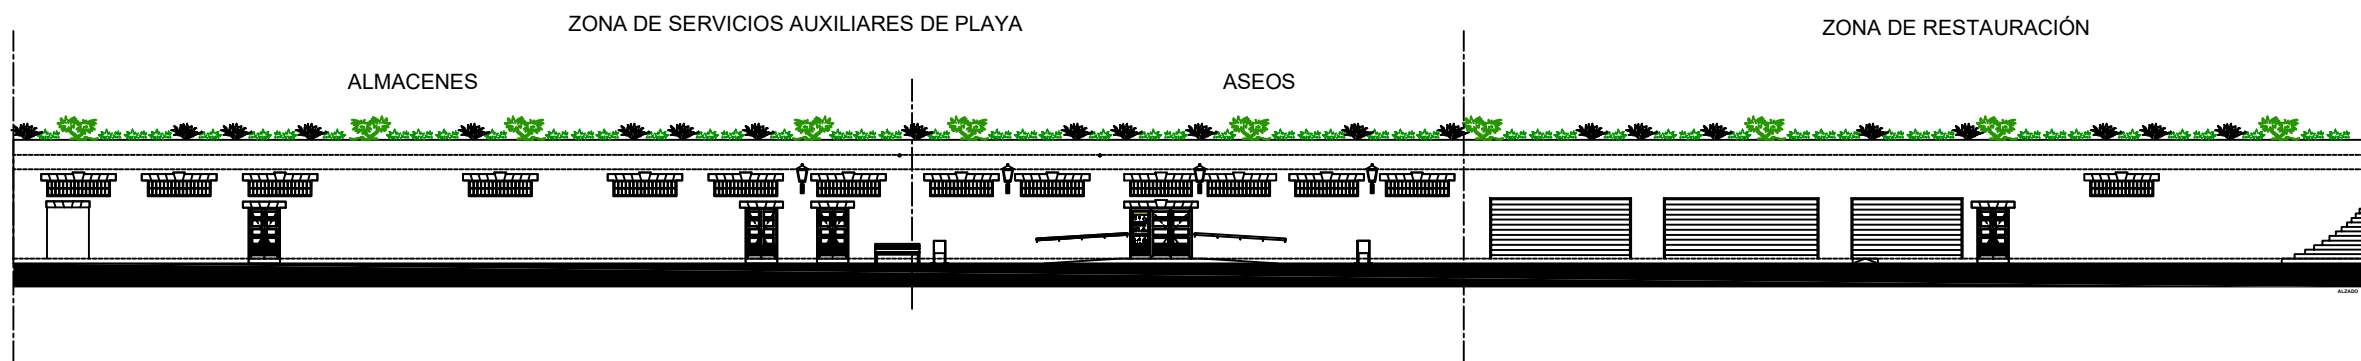 ZONA DE SERVICIOS AUXILIARES DE PLAYA
ZONA DE RESTAURACIÓN
ALMACENES
ASEOS
ALZADO